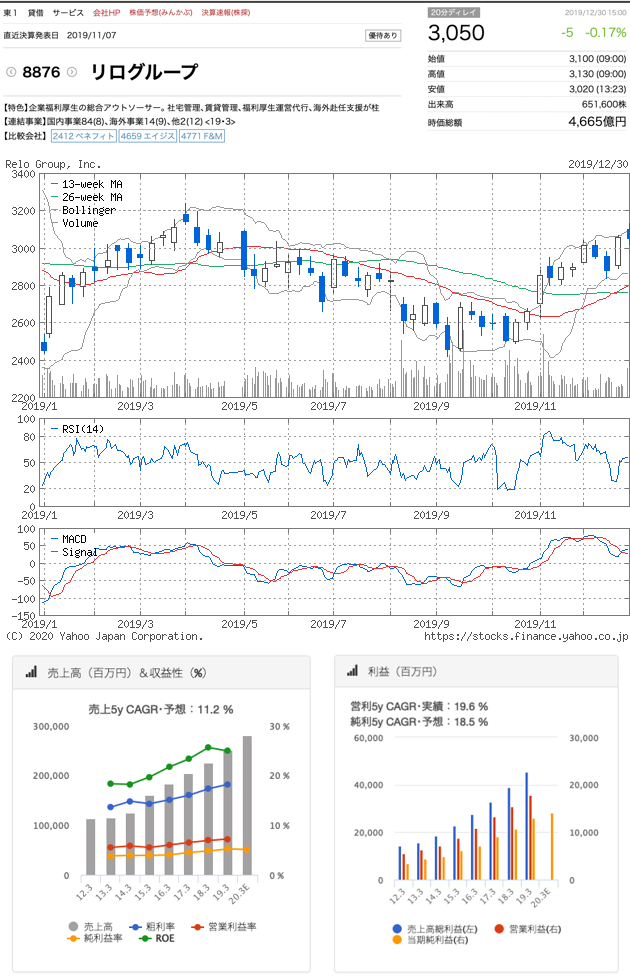 東1 貸借 サービス 会社HP 株価予想(みんかぶ) 決算速報(株探)
直近決算発表日 2019/11/07 優待あり
8876 リログループ
【特色】企業福利厚生の総合アウトソーサー。社宅管理、賃貸管理、福利厚生運営代行、海外赴任支援が柱
【連結事業】国内事業84(8)、海外事業14(9)、他2(12) <19・3>
【比較会社】 2412 ベネフィト 4659 エイジス 4771 F&M
20分ディレイ 2019/12/30 15:00
3,050 -5 -0.17%
始値 3,100 (09:00)
高値 3,130 (09:00)
安値 3,020 (13:23)
出来高 651,600株
時価総額 4,665億円
Relo Group, Inc. 2019/12/30
3400
3200
3000
2800
2600
2400
2200
13-week MA
26-week MA
Bollinger
Volume
2019/1 2019/3 2019/5 2019/7 2019/9 2019/11
100
80
50
20
0
RSI(14)
2019/1 2019/3 2019/5 2019/7 2019/9 2019/11
100
50
0
-50
-100
-150
MACD
Signal
2019/1 2019/3 2019/5 2019/7 2019/9 2019/11
(C) 2020 Yahoo Japan Corporation. https://stocks.finance.yahoo.co.jp
売上高（百万円）＆収益性（%）
売上5y CAGR・予想：11.2 %
300,000 30 %
200,000 20 %
100,000 10 %
0 0 %
12.3 13.3 14.3 15.3 16.3 17.3 18.3 19.3 20.3E
売上高 粗利率 営業利益率
純利益率 ROE
利益（百万円）
営利5y CAGR・実績：19.6 %
純利5y CAGR・予想：18.5 %
60,000 30,000
40,000 20,000
20,000 10,000
0 0
12.3 13.3 14.3 15.3 16.3 17.3 18.3 19.3 20.3E
売上高総利益(左) 営業利益(右)
当期純利益(右)